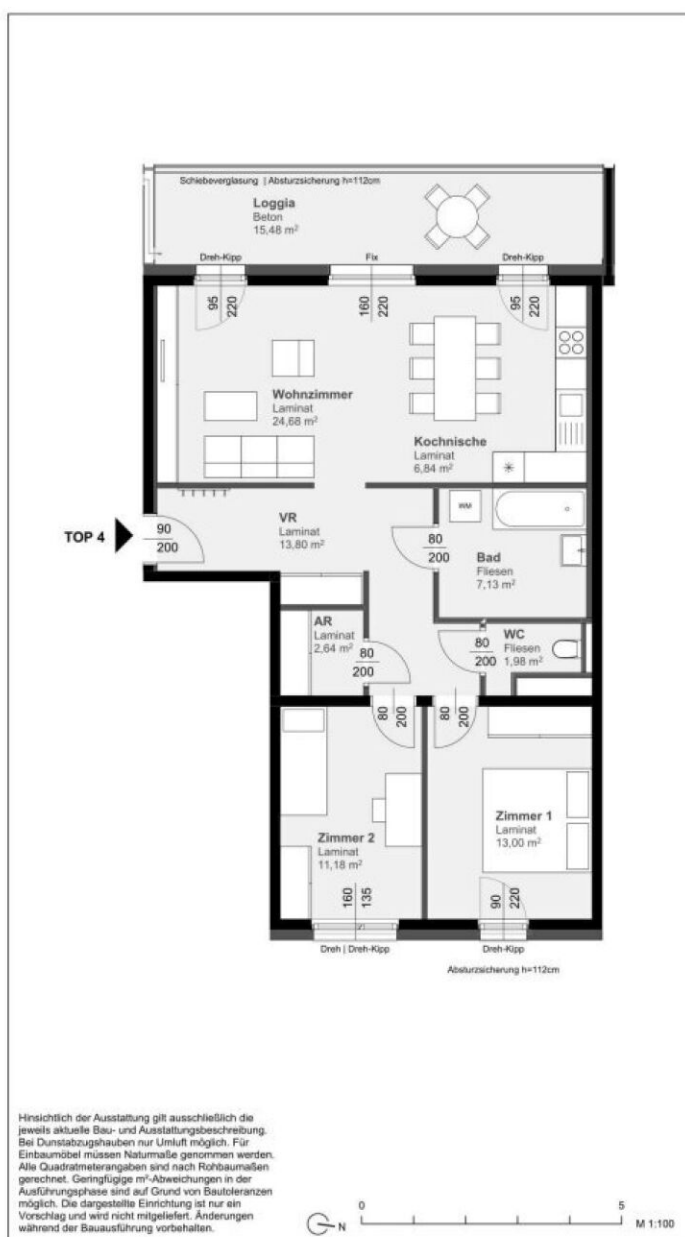 Schiebeverglasung | Absturzsicherung h=112cm
Loggia
Beton
15,48 m²
Dreh-Kipp
Fix
Dreh-Kipp
95
220
160
220
95
220
Wohnzimmer
Laminat
24,68 m²
Kochnische
Laminat
6,84 m²
TOP 4
90
200
VR
Laminat
13,80 m²
WM
80
200
Bad
Fliesen
7,13 m²
AR
Laminat
2,64 m²
80
200
80
200
WC
Fliesen
1,98 m²
80
200
80
200
Zimmer 2
Laminat
11,18 m²
Zimmer 1
Laminat
13,00 m²
160
135
90
220
Dreh | Dreh-Kipp
Dreh-Kipp
Absturzsicherung h=112cm
Hinsichtlich der Ausstattung gilt ausschließlich die
jeweils aktuelle Bau- und Ausstattungsbeschreibung.
Bei Dunstabzugshauben nur Umluft möglich. Für
Einbaumöbel müssen Naturmaße genommen werden.
Alle Quadratmeterangaben sind nach Rohbaumaßen
gerechnet. Geringfügige m²-Abweichungen in der
Ausführungsphase sind auf Grund von Bautoleranzen
möglich. Die dargestellte Einrichtung ist nur ein
Vorschlag und wird nicht mitgeliefert. Änderungen
während der Bauausführung vorbehalten.
N
0
5
M 1:100